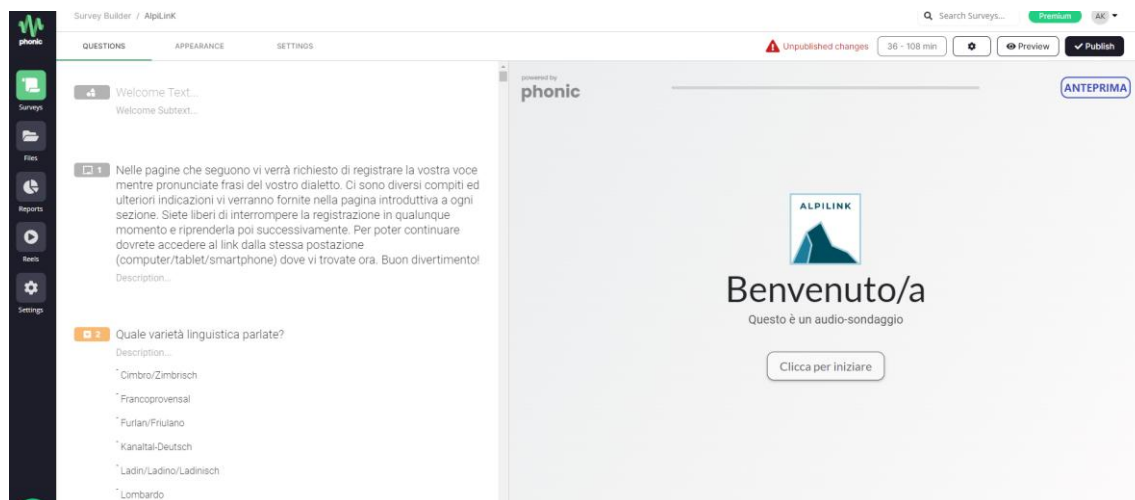 phonic
Survey Builder / AlpiLinK
Search Surveys...
Premium
AK
QUESTIONS
APPEARANCE
SETTINGS
Unpublished changes
36 - 108 min
Preview
Publish
Surveys
Files
Reports
Reels
Settings
Welcome Text...
Welcome Subtext...
1
Nelle pagine che seguono vi verrà richiesto di registrare la vostra voce
mentre pronunciate frasi del vostro dialetto. Ci sono diversi compiti ed
ulteriori indicazioni vi verranno fornite nella pagina introduttiva a ogni
sezione. Siete liberi di interrompere la registrazione in qualunque
momento e riprenderla poi successivamente. Per poter continuare
dovrete accedere al link dalla stessa postazione
(computer/tablet/smartphone) dove vi trovate ora. Buon divertimento!
Description...
2
Quale varietà linguistica parlate?
Description...
Cimbro/Zimbrisch
Francoprovensal
Furlan/Friulano
Kanaltal-Deutsch
Ladin/Ladino/Ladinisch
Lombardo
powered by
phonic
ANTEPRIMA
ALPILINK
Benvenuto/a
Questo è un audio-sondaggio
Clicca per iniziare